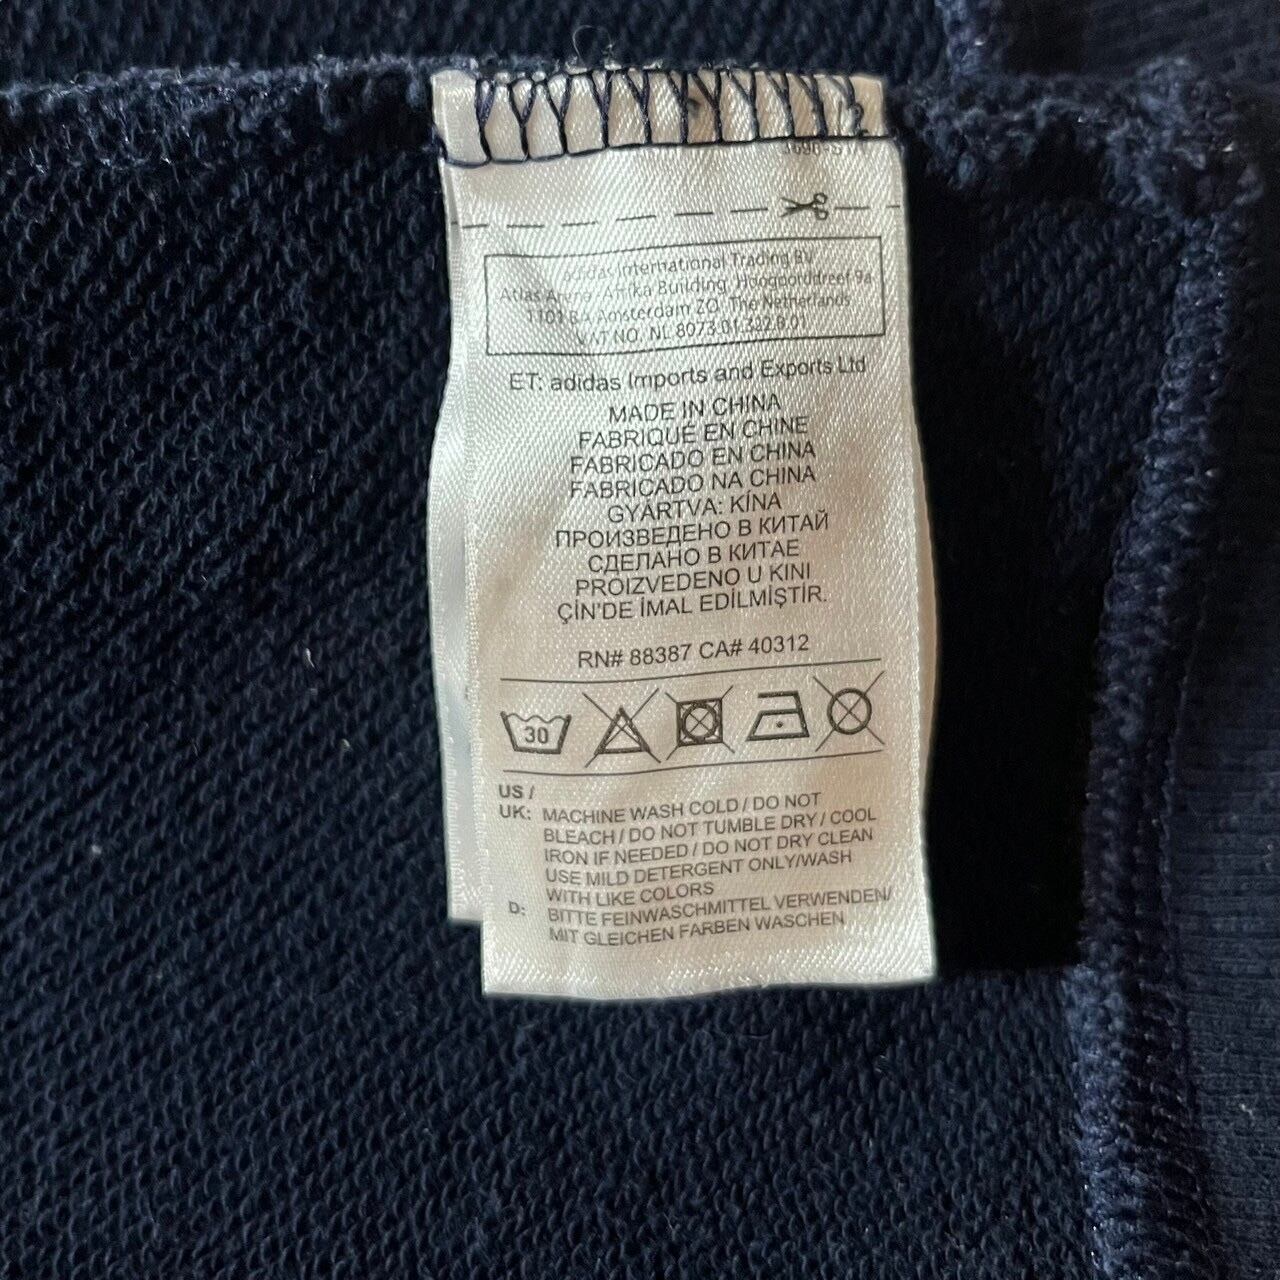 adidas International Trading BV
Atlas Arena -Afrika Building, Hoogoorddreef 9a
1101 BA Amsterdam ZO, The Netherlands
VAT NO. NL 8073.01.322.B.01
ET: adidas Imports and Exports Ltd
MADE IN CHINA
FABRIQUÉ EN CHINE
FABRICADO EN CHINA
FABRICADO NA CHINA
GYÁRTVA: KÍNA
ПРОИЗВЕДЕНО В КИТАЙ
СДЕЛАНО В КИТАЕ
PROIZVEDENO U KINI
ÇİN'DE İMAL EDİLMİŞTİR.
RN# 88387 CA# 40312
30
US /
UK: MACHINE WASH COLD / DO NOT
BLEACH / DO NOT TUMBLE DRY / COOL
IRON IF NEEDED / DO NOT DRY CLEAN
USE MILD DETERGENT ONLY/WASH
WITH LIKE COLORS
D: BITTE FEINWASCHMITTEL VERWENDEN/
MIT GLEICHEN FARBEN WASCHEN